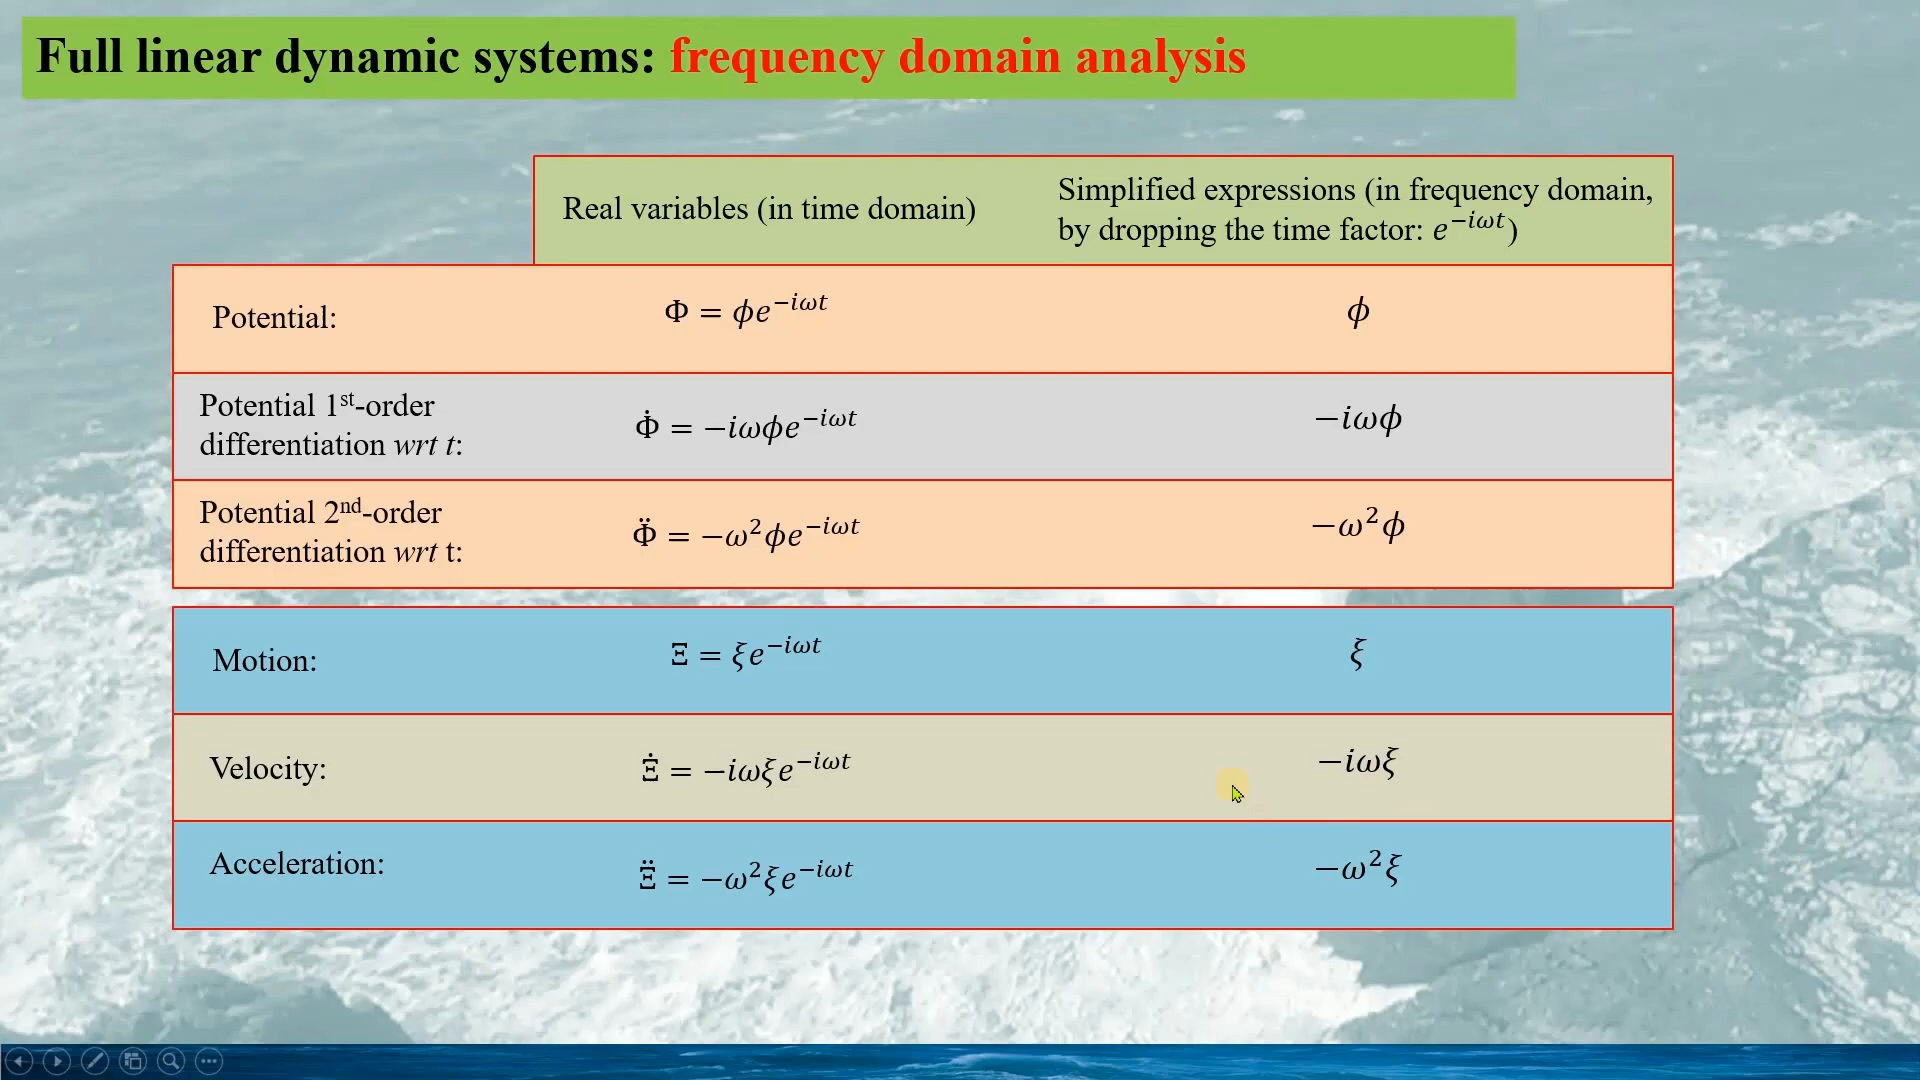 Full linear dynamic systems: frequency domain analysis
Real variables (in time domain)
Simplified expressions (in frequency domain,
by dropping the time factor: e^{−iωt})
Potential:
Φ = ϕe^{−iωt}
ϕ
Potential 1st-order
differentiation wrt t:
Φ̇ = −iωϕe^{−iωt}
−iωϕ
Potential 2nd-order
differentiation wrt t:
Φ̈ = −ω²ϕe^{−iωt}
−ω²ϕ
Motion:
Ξ = ξe^{−iωt}
ξ
Velocity:
Ξ̇ = −iωξe^{−iωt}
−iωξ
Acceleration:
Ξ̈ = −ω²ξe^{−iωt}
−ω²ξ